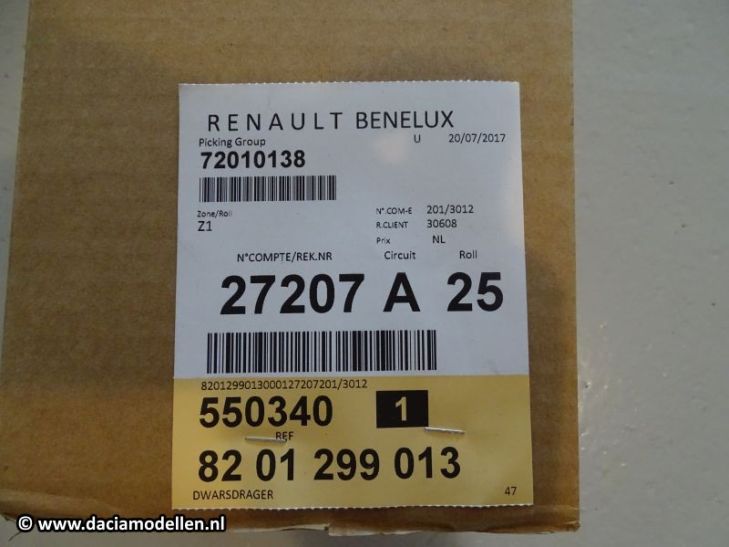 RENAULT BENELUX
Picking Group U 20/07/2017
72010138
Zone/Roll N°.COM-E 201/3012
Z1 R.CLIENT 30608
Prix NL
N°COMPTE/REK.NR Circuit Roll
27207 A 25
8201299013000127207201/3012
550340 1
REF
82 01 299 013
DWARSDRAGER 47
© www.daciamodellen.nl